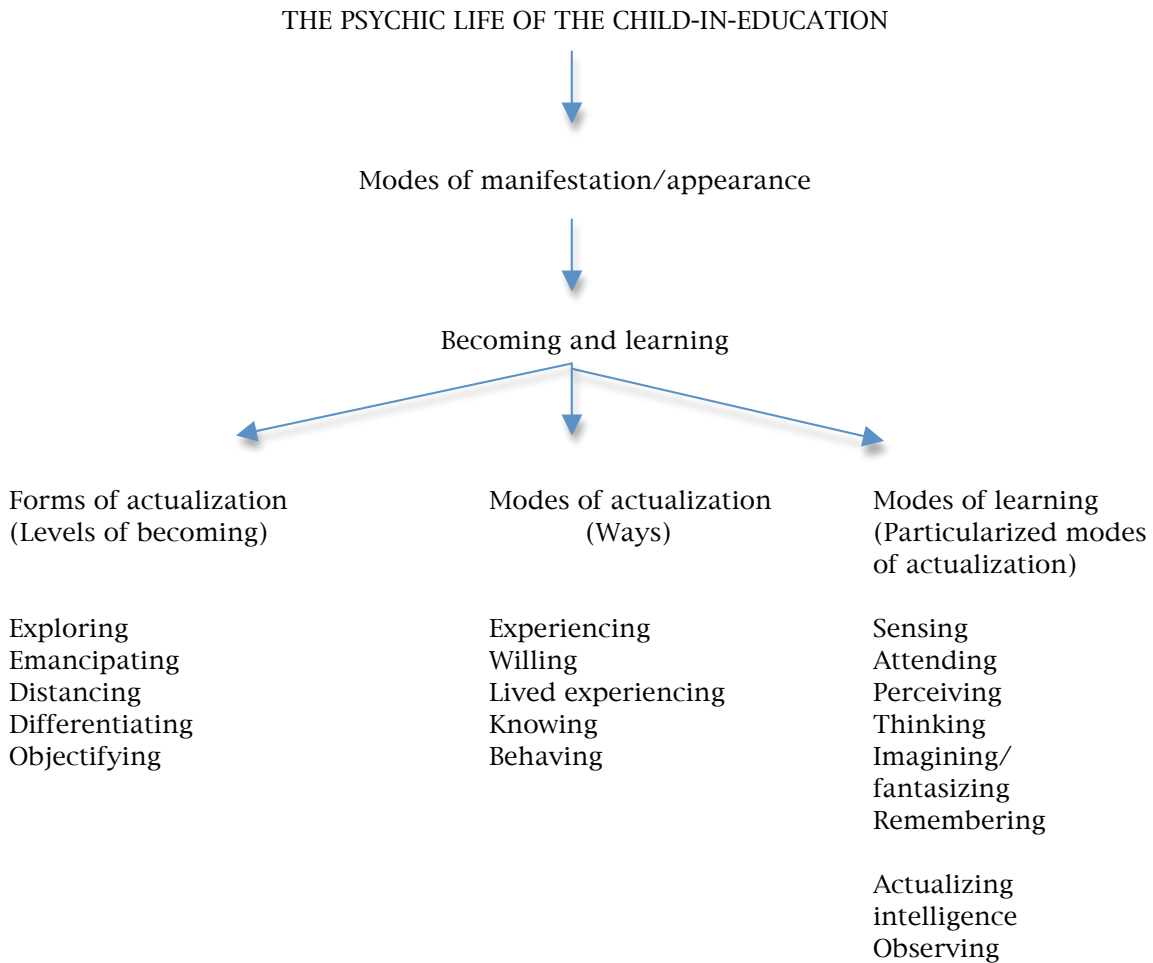 THE PSYCHIC LIFE OF THE CHILD-IN-EDUCATION
Modes of manifestation/appearance
Becoming and learning
Forms of actualization
(Levels of becoming)
Exploring
Emancipating
Distancing
Differentiating
Objectifying
Modes of actualization
(Ways)
Experiencing
Willing
Lived experiencing
Knowing
Behaving
Modes of learning
(Particularized modes
of actualization)
Sensing
Attending
Perceiving
Thinking
Imagining/
fantasizing
Remembering
Actualizing
intelligence
Observing